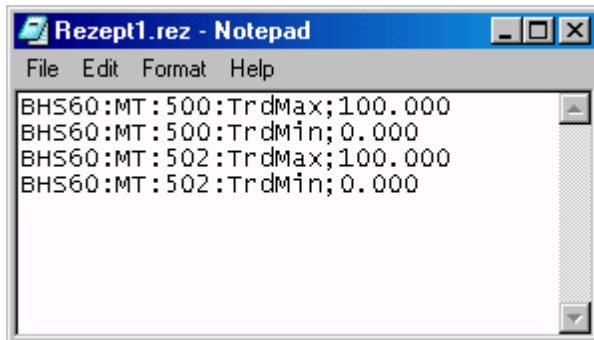 Rezept1.rez - Notepad
File Edit Format Help
BHS60:MT:500:TrdMax;100.000
BHS60:MT:500:TrdMin;0.000
BHS60:MT:502:TrdMax;100.000
BHS60:MT:502:TrdMin;0.000